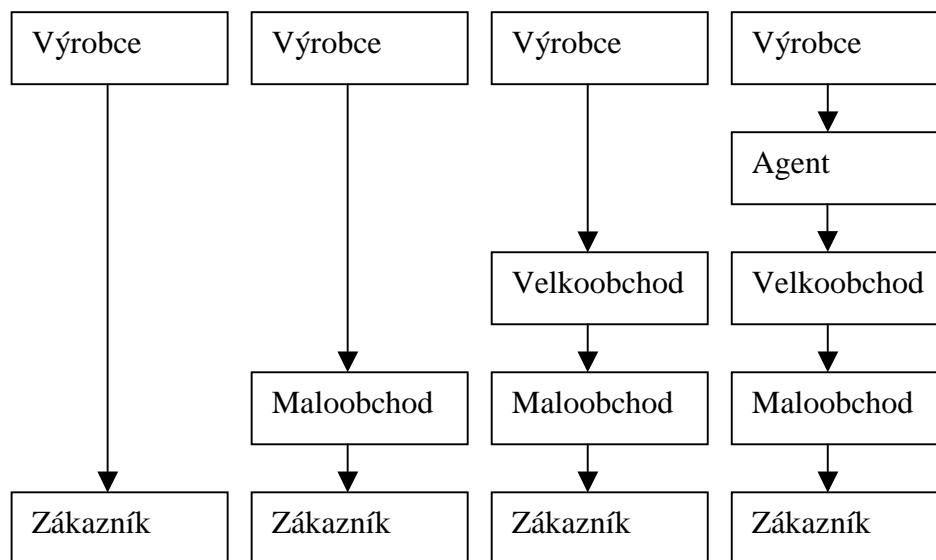 Výrobce
Výrobce
Výrobce
Výrobce
Agent
Velkoobchod
Velkoobchod
Maloobchod
Maloobchod
Maloobchod
Zákazník
Zákazník
Zákazník
Zákazník